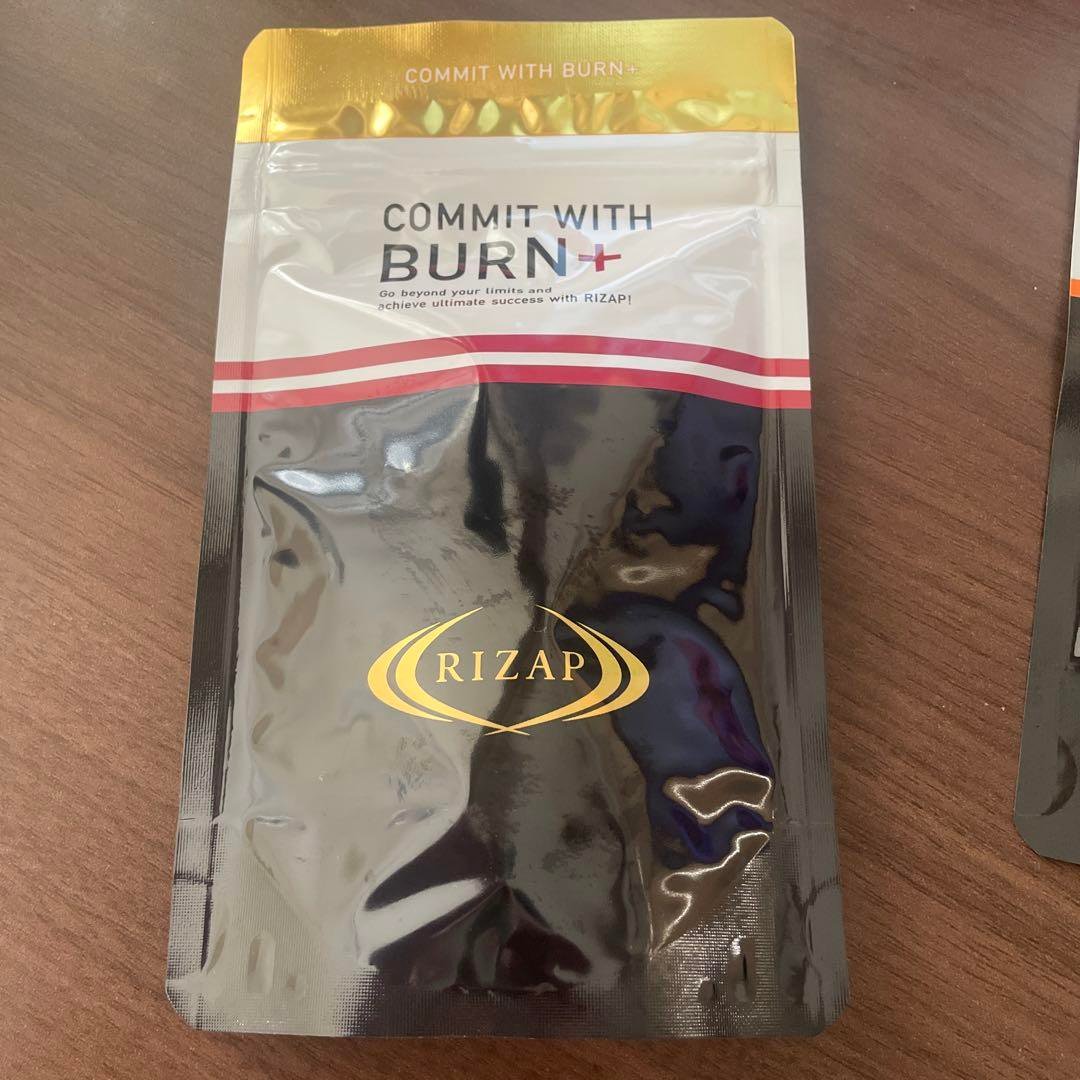 COMMIT WITH BURN+
COMMIT WITH
BURN+
Go beyond your limits and
achieve ultimate success with RIZAP!
RIZAP